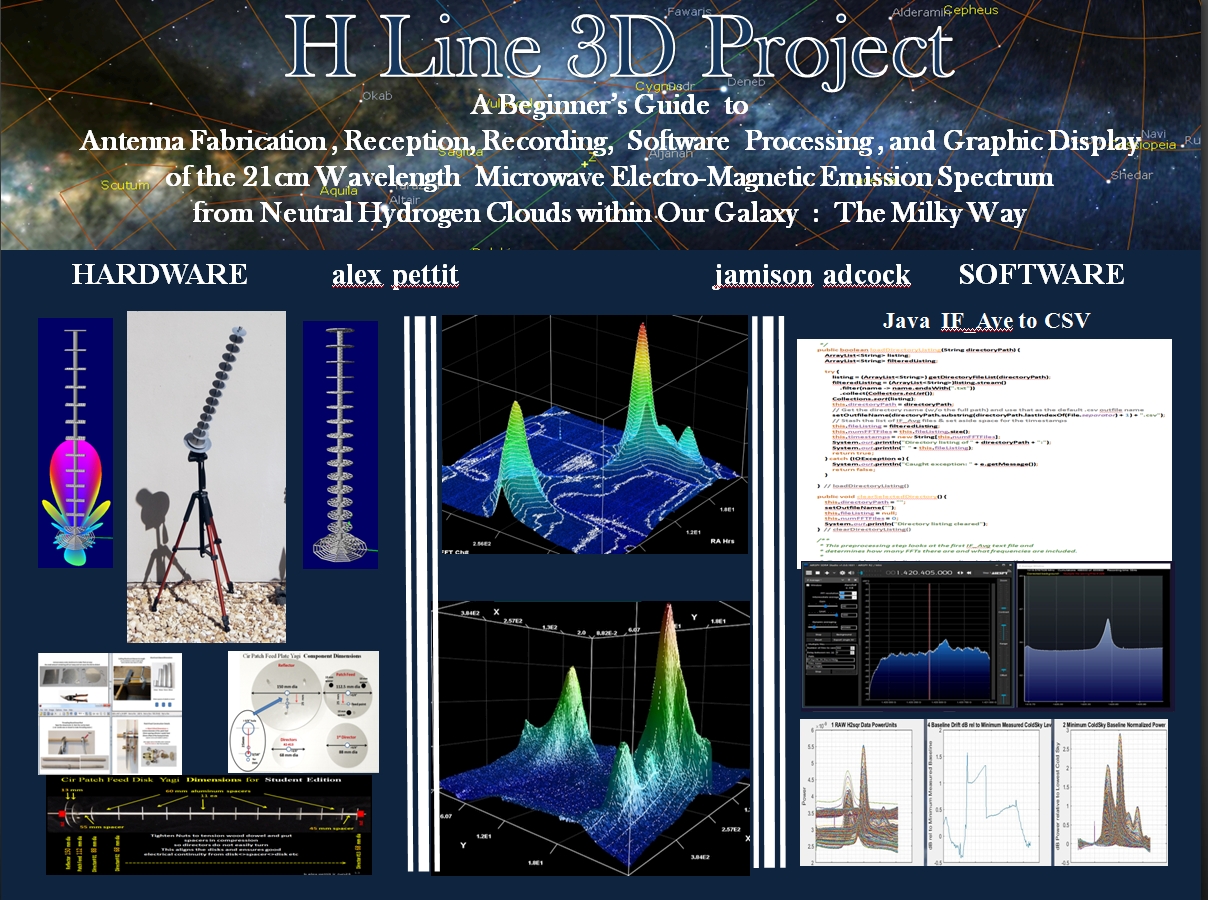 H Line 3D Project
A Beginner's Guide to
Antenna Fabrication , Reception, Recording, Software Processing , and Graphic Display
of the 21cm Wavelength Microwave Electro-Magnetic Emission Spectrum
from Neutral Hydrogen Clouds within Our Galaxy : The Milky Way
Fawaris
Alderamin
Cepheus
Okab
Cygnus
Deneb
Sagitta
Aljanah
Navi
Scutum
Aquila
Altair
Shedar
HARDWARE
alex pettit
jamison adcock
SOFTWARE
Java IF_Ave to CSV
public boolean loadDirectoryListing(String directoryPath) {
ArrayList<String> listing;
ArrayList<String> filteredListing;
try {
listing = (ArrayList<String>) getDirectoryFileList(directoryPath);
filteredListing = (ArrayList<String>)listing.stream()
.filter(name -> name.endsWith(".txt"))
.collect(Collectors.toList());
Collections.sort(listing);
this.directoryPath = directoryPath;
// Get the directory name (w/o the full path) and use that as the default .csv outfile name
setOutfileName(directoryPath.substring(directoryPath.lastIndexOf(File.separator) + 1) + ".csv");
// Stash the list of IF_Avg files & set aside space for the timestamps
this.fileListing = filteredListing;
this.numFFTFiles = this.fileListing.size();
this.timestamps = new String[this.numFFTFiles];
System.out.println("Directory listing of " + directoryPath + ":");
System.out.println(" " + this.fileListing);
return true;
} catch (IOException e) {
System.out.println("Caught exception: " + e.getMessage());
return false;
}
} // loadDirectoryListing()
public void clearSelectedDirectory() {
this.directoryPath = "";
setOutfileName("");
this.fileListing = null;
this.numFFTFiles = 0;
System.out.println("Directory listing cleared");
} // clearDirectoryListing()
/**
* This preprocessing step looks at the first IF_Avg text file and
* determines how many FFTs there are and what frequencies are included.
2.56E2
1.2E1
1.8E1
RA Hrs
3.84E2
X
2.57E2
1.3E2
2.0
8.82E-2
6.07
Y
1.2E1
1.8E1
6.07
1.2E1
Y
1.8E1
2.57E2
X
3.84E2
001.420.405.000
Cir Patch Feed Plate Yagi Component Dimensions
Reflector
150 mm dia
Patch Feed
112.5 mm dia
Directors
68 mm dia
1st Director
88 mm dia
Cir Patch Feed Disk Yagi Dimensions for Student Edition
13 mm
60 mm aluminum spacers
11 ea
55 mm spacer
45 mm spacer
Tighten Nuts to tension wood dowel and put
spacers in compression
so directors do not easily turn
This aligns the disks and ensures good
electrical continuity from disk<>spacer<>disk etc
1 RAW H2sqr Data PowerUnits
Power
4 Baseline Drift dB rel to Minimum Measured ColdSky Lev
dB rel to Minimum Measured Baseline
2 Minimum ColdSky Baseline Normalized Power
dB Power relative to Lowest Cold Sky